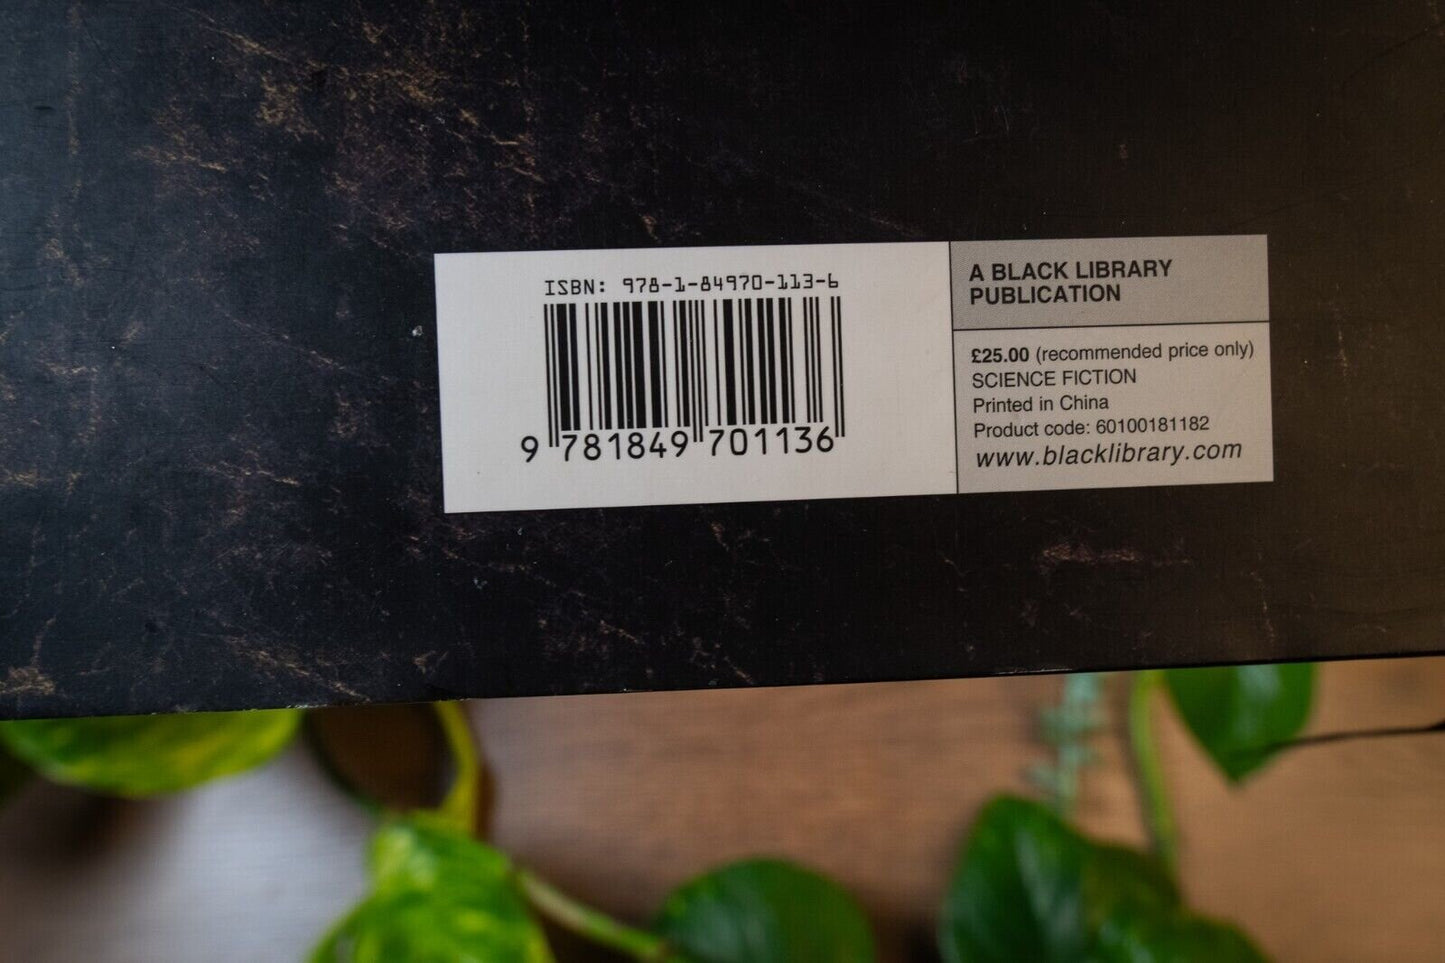 ISBN: 978-1-84970-113-6
9 781849 701136
A BLACK LIBRARY
PUBLICATION
£25.00 (recommended price only)
SCIENCE FICTION
Printed in China
Product code: 60100181182
www.blacklibrary.com